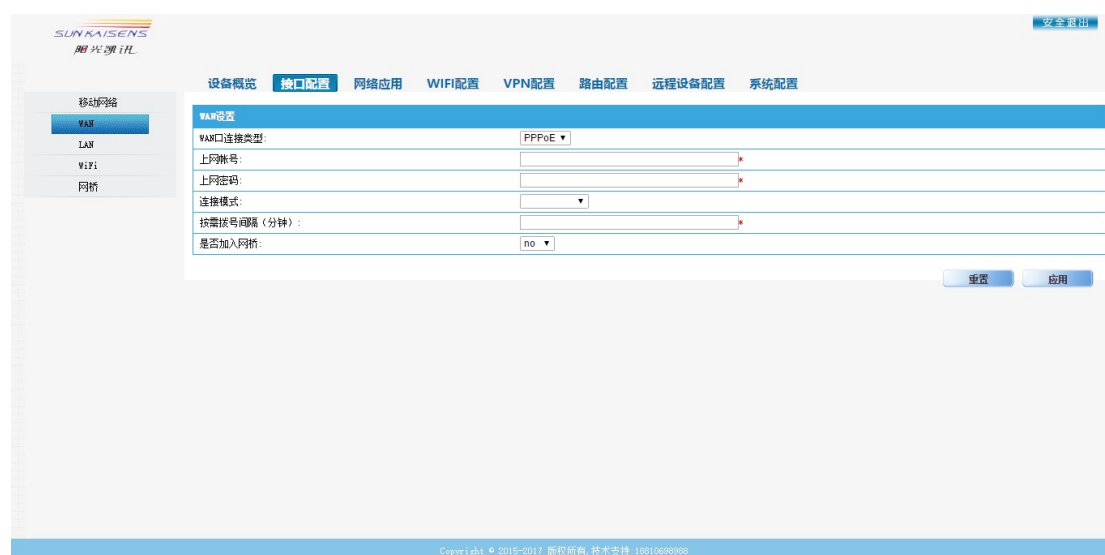 安全退出
SUN KAISENS
阳光凯讯
设备概览 接口配置 网络应用 WIFI配置 VPN配置 路由配置 远程设备配置 系统配置
移动网络
WAN
LAN
WiFi
网桥
WAN设置
WAN口连接类型: PPPoE
上网帐号: *
上网密码: *
连接模式:
按需拨号间隔（分钟）: *
是否加入网桥: no
重置 应用
Copyright © 2015-2017 版权所有,技术支持:18810698988